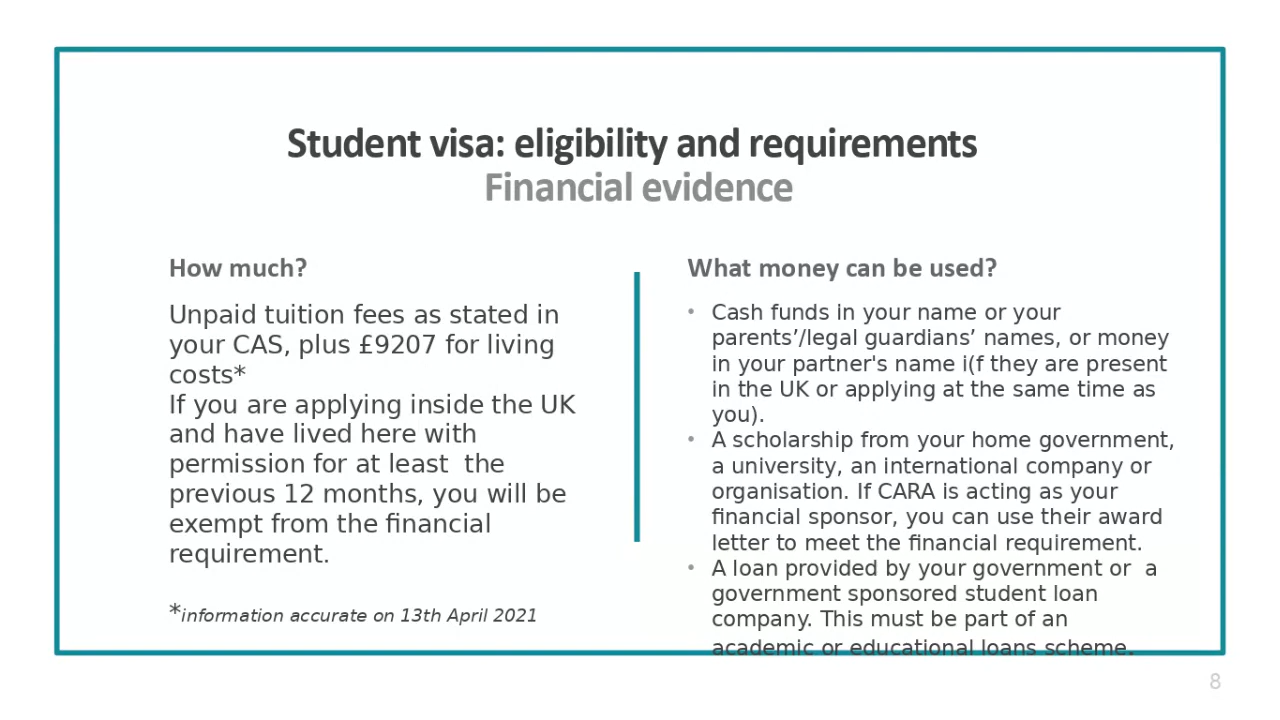 Student visa: eligibility and requirements
Financial evidence
How much?
Unpaid tuition fees as stated in
your CAS, plus £9207 for living
costs*
If you are applying inside the UK
and have lived here with
permission for at least  the
previous 12 months, you will be
exempt from the financial
requirement.
*information accurate on 13th April 2021
What money can be used?
• Cash funds in your name or your
parents’/legal guardians’ names, or money
in your partner's name i(f they are present
in the UK or applying at the same time as
you).
• A scholarship from your home government,
a university, an international company or
organisation. If CARA is acting as your
financial sponsor, you can use their award
letter to meet the financial requirement.
• A loan provided by your government or  a
government sponsored student loan
company. This must be part of an
academic or educational loans scheme.
8